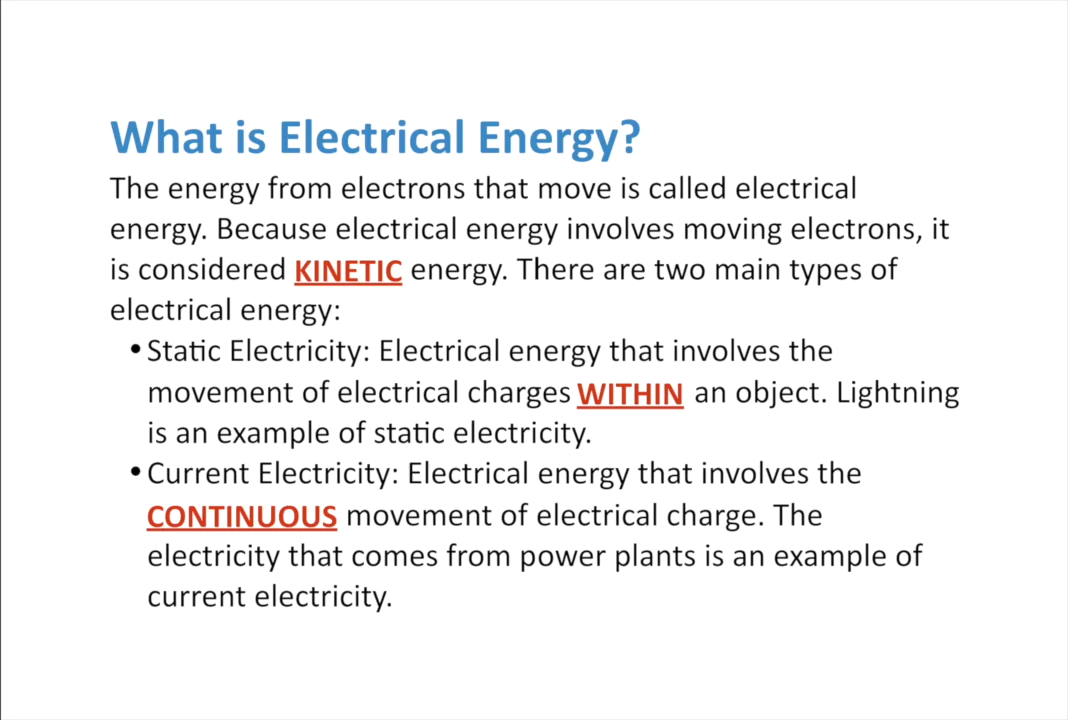 What is Electrical Energy?
The energy from electrons that move is called electrical
energy. Because electrical energy involves moving electrons, it
is considered KINETIC energy. There are two main types of
electrical energy:
• Static Electricity: Electrical energy that involves the
movement of electrical charges WITHIN an object. Lightning
is an example of static electricity.
• Current Electricity: Electrical energy that involves the
CONTINUOUS movement of electrical charge. The
electricity that comes from power plants is an example of
current electricity.